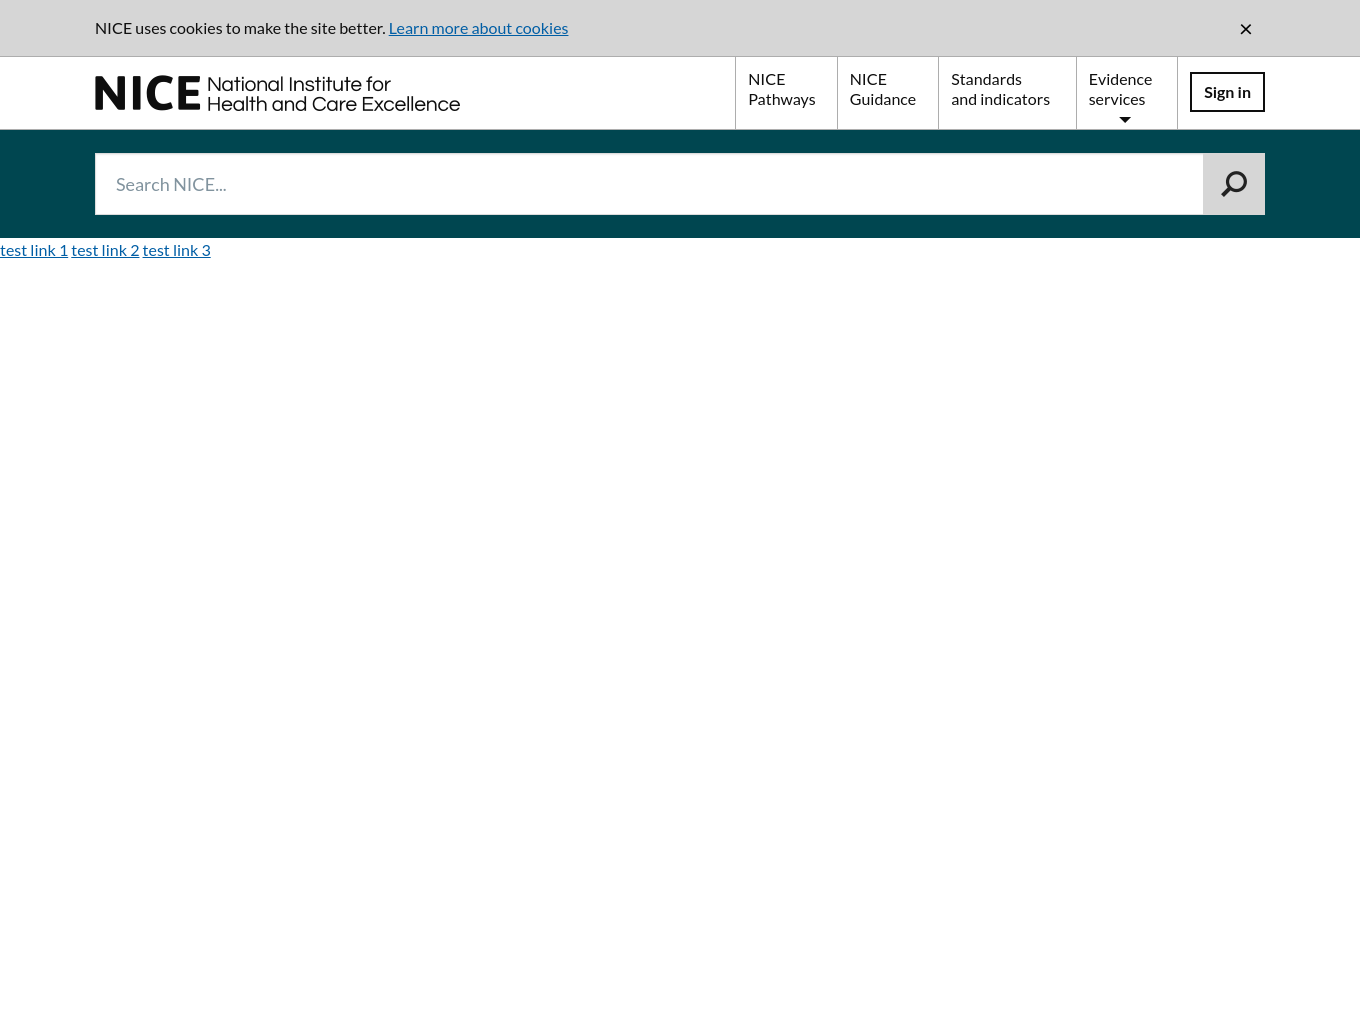 NICE uses cookies to make the site better. Learn more about cookies
NICE National Institute for
Health and Care Excellence
NICE
Pathways
NICE
Guidance
Standards
and indicators
Evidence
services
Sign in
Search NICE...
test link 1 test link 2 test link 3